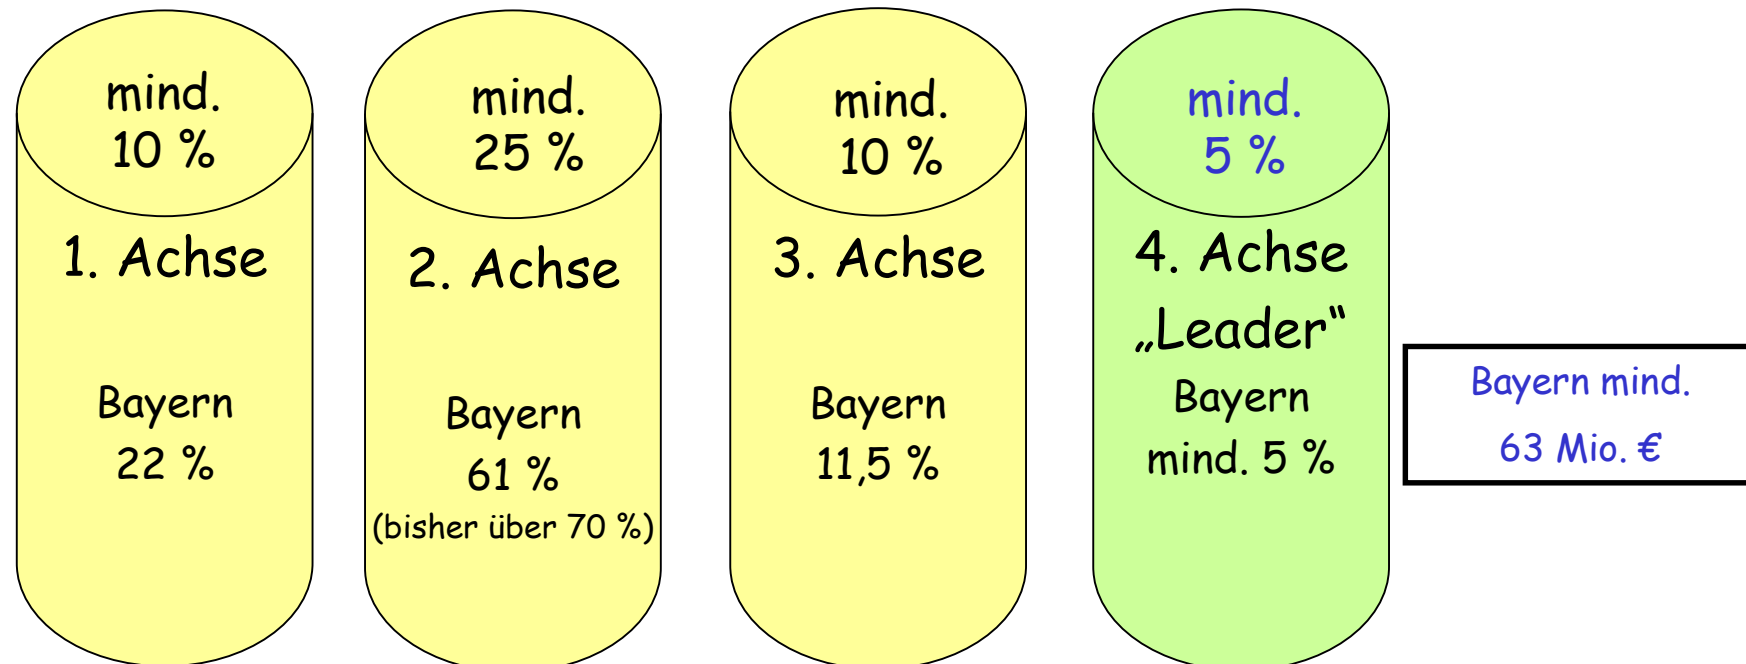 mind.
10 %
1. Achse
Bayern
22 %
mind.
25 %
2. Achse
Bayern
61 %
(bisher über 70 %)
mind.
10 %
3. Achse
Bayern
11,5 %
mind.
5 %
4. Achse
„Leader“
Bayern
mind. 5 %
Bayern mind.
63 Mio. €